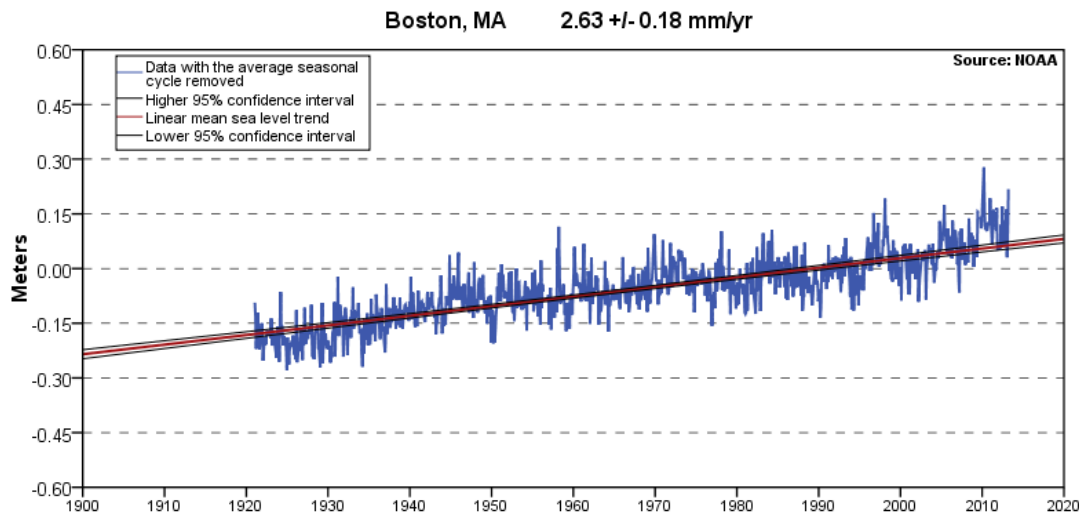 Boston, MA 2.63 +/- 0.18 mm/yr
Source: NOAA
Data with the average seasonal
cycle removed
Higher 95% confidence interval
Linear mean sea level trend
Lower 95% confidence interval
Meters
0.60
0.45
0.30
0.15
0.00
-0.15
-0.30
-0.45
-0.60
1900 1910 1920 1930 1940 1950 1960 1970 1980 1990 2000 2010 2020